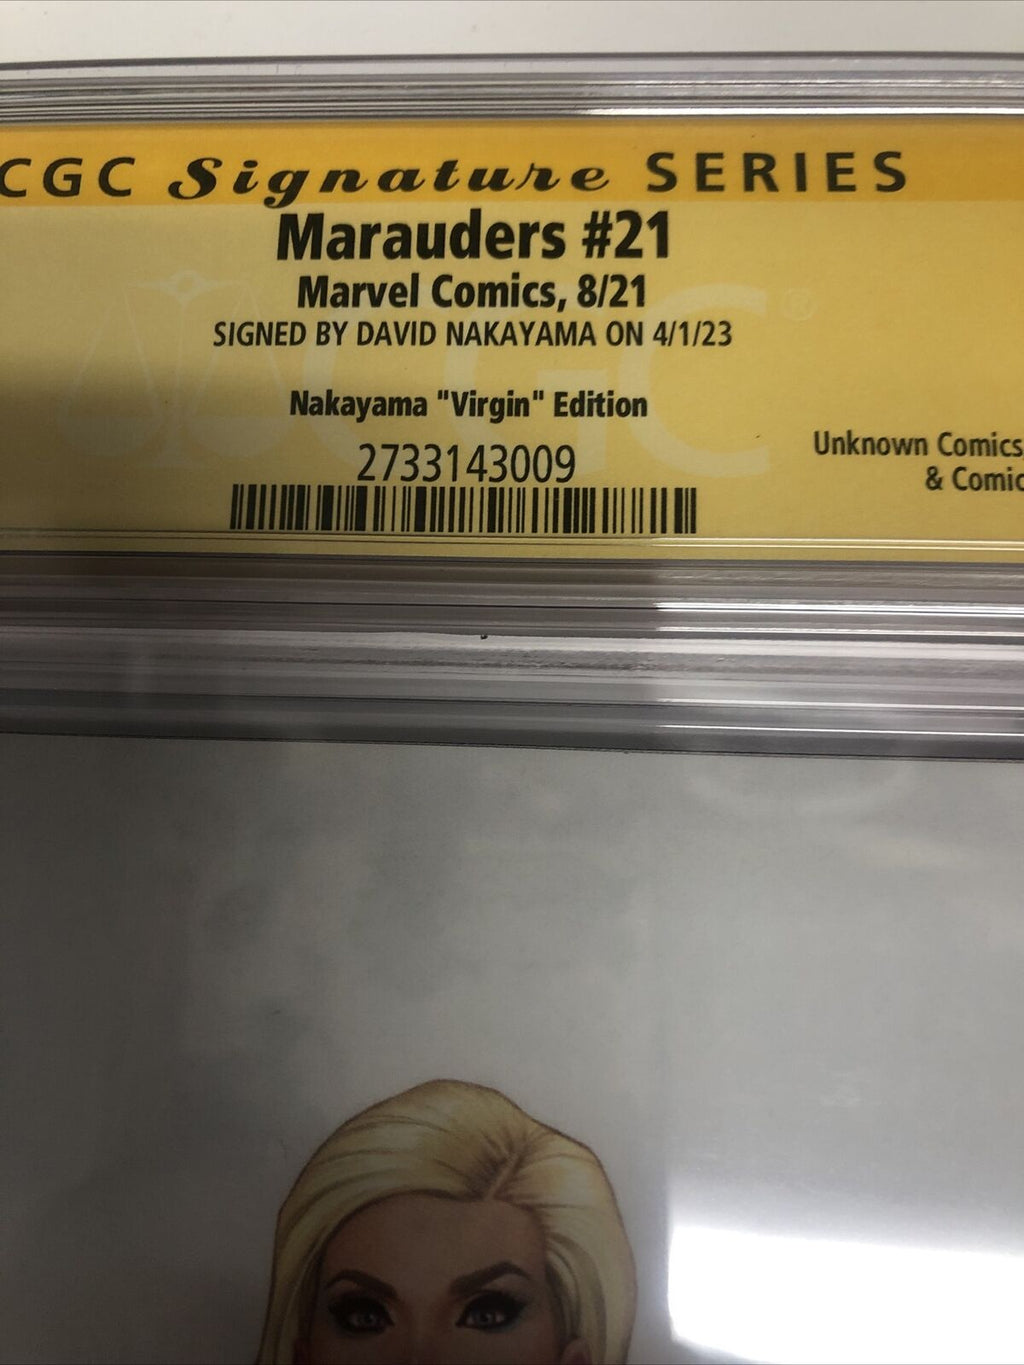 CGC Signature SERIES
Marauders #21
Marvel Comics, 8/21
SIGNED BY DAVID NAKAYAMA ON 4/1/23
Nakayama "Virgin" Edition
Unknown Comics
& Comic
2733143009
CGC®